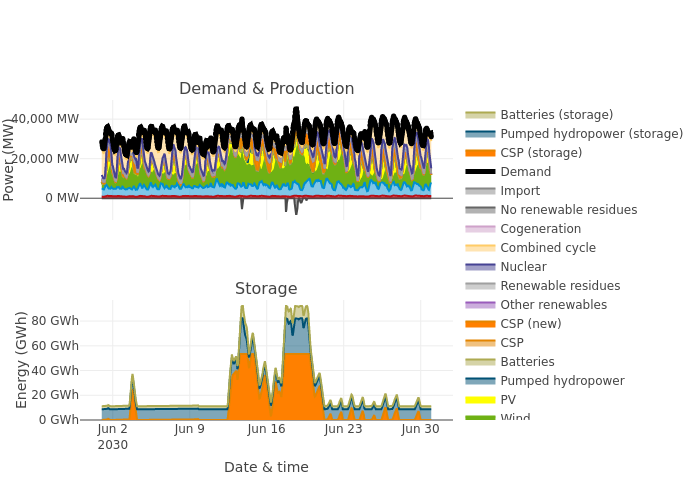 Demand & Production
Power (MW)
40,000 MW
20,000 MW
0 MW
Storage
Energy (GWh)
80 GWh
60 GWh
40 GWh
20 GWh
0 GWh
Jun 2
2030
Jun 9
Jun 16
Jun 23
Jun 30
Date & time
Batteries (storage)
Pumped hydropower (storage)
CSP (storage)
Demand
Import
No renewable residues
Cogeneration
Combined cycle
Nuclear
Renewable residues
Other renewables
CSP (new)
CSP
Batteries
Pumped hydropower
PV
Wind